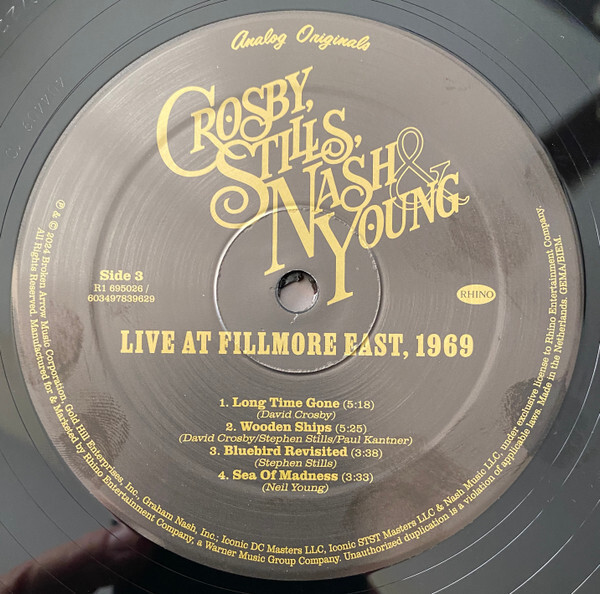 Analog Originals
CROSBY,
STILLS,
NASH &
YOUNG
Side 3
R1 695026 /
603497839629
RHINO
LIVE AT FILLMORE EAST, 1969
1. Long Time Gone (5:18)
(David Crosby)
2. Wooden Ships (5:25)
(David Crosby/Stephen Stills/Paul Kantner)
3. Bluebird Revisited (3:38)
(Stephen Stills)
4. Sea Of Madness (3:33)
(Neil Young)
℗ & © 2024 Broken Arrow Music Corporation, Gold Hill Enterprises, Inc., Graham Nash, Inc.; Iconic DC Masters LLC, Iconic STST Masters LLC & Nash Music LLC, under exclusive license to Rhino Entertainment Company.
All Rights Reserved. Manufactured for & Marketed by Rhino Entertainment Company, a Warner Music Group Company. Unauthorized duplication is a violation of applicable laws. Made in the Netherlands. GEMA/BIEM.